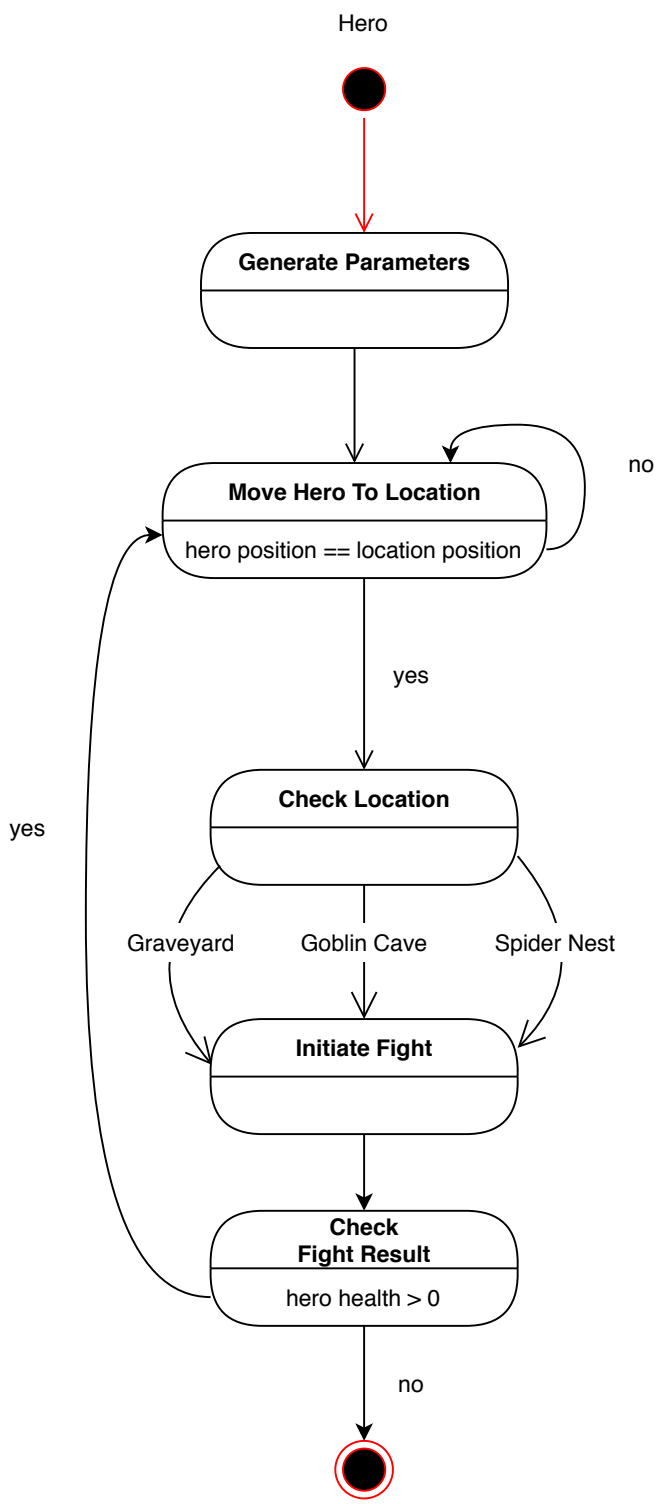 Hero
Generate Parameters
Move Hero To Location
no
hero position == location position
yes
Check Location
yes
Graveyard
Goblin Cave
Spider Nest
Initiate Fight
Check
Fight Result
hero health > 0
no